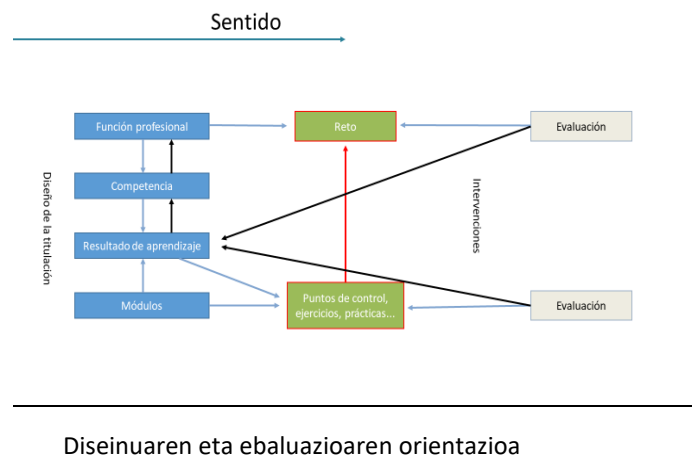 Sentido
Función profesional
Reto
Evaluación
Competencia
Diseño de la titulación
Intervenciones
Resultado de aprendizaje
Módulos
Puntos de control,
ejercicios, prácticas...
Evaluación
Diseinuaren eta ebaluazioaren orientazioa